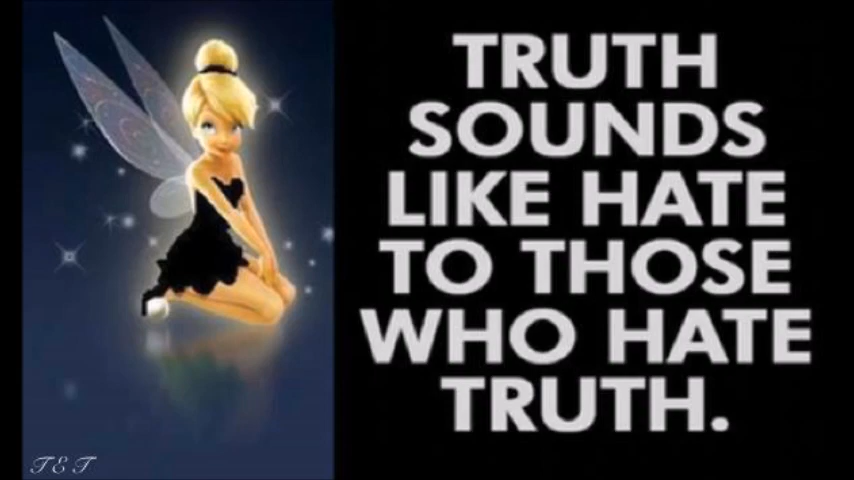 TRUTH
SOUNDS
LIKE HATE
TO THOSE
WHO HATE
TRUTH.
T E T